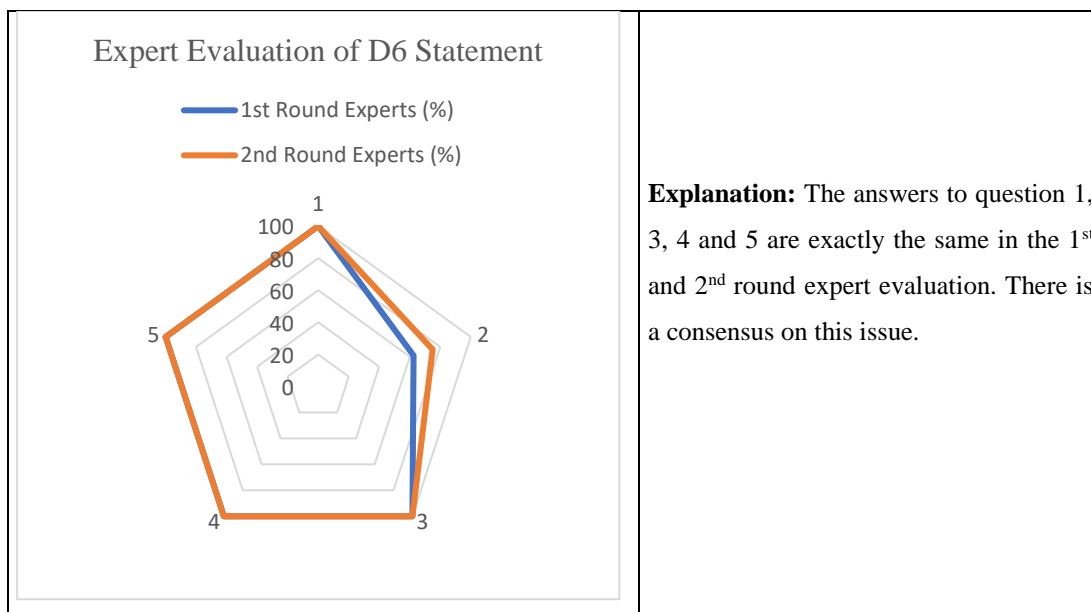 Expert Evaluation of D6 Statement
1st Round Experts (%)
2nd Round Experts (%)
1
100
80
60
40
20
0
5
2
4
3
Explanation: The answers to question 1,
3, 4 and 5 are exactly the same in the 1st
and 2nd round expert evaluation. There is
a consensus on this issue.